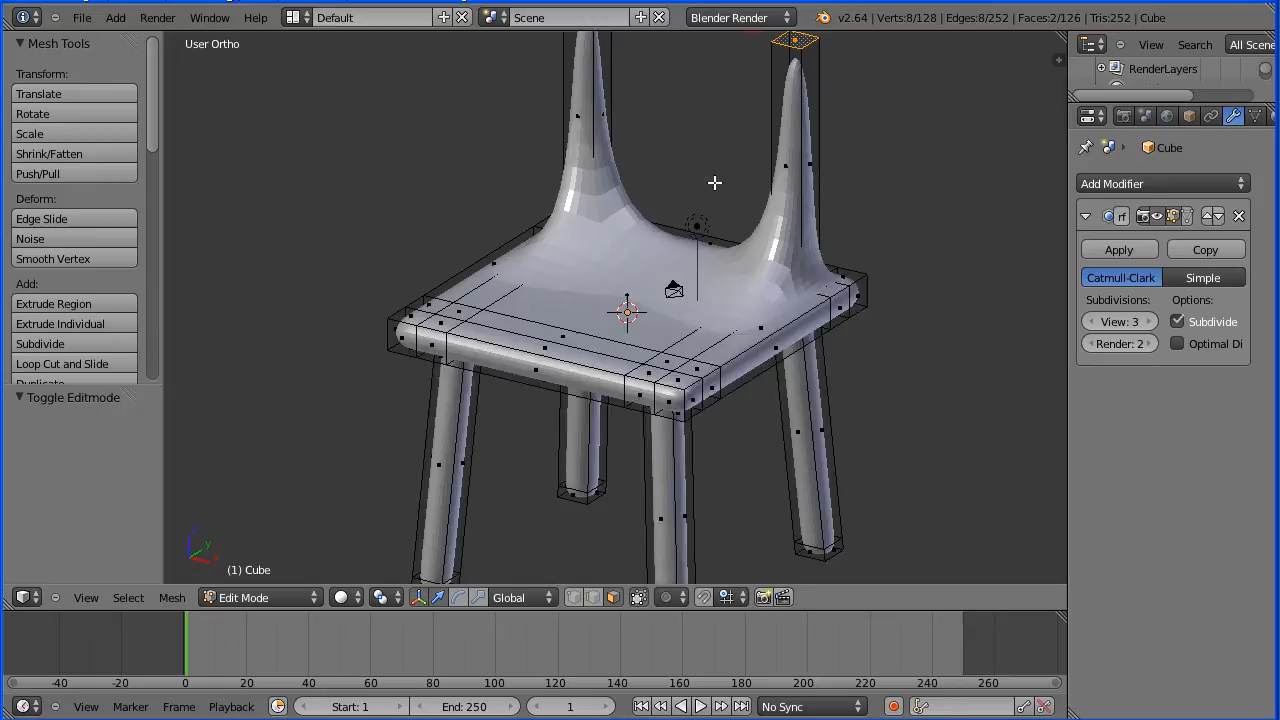 File Add Render Window Help Default Scene Blender Render v2.64 | Verts:8/128 | Edges:8/252 | Faces:2/126 | Tris:252 | Cube
Mesh Tools
Transform:
Translate
Rotate
Scale
Shrink/Fatten
Push/Pull
Deform:
Edge Slide
Noise
Smooth Vertex
Add:
Extrude Region
Extrude Individual
Subdivide
Loop Cut and Slide
Duplicate
Toggle Editmode
User Ortho
z
y
x
(1) Cube
View Search All Scene
RenderLayers
Cube
Add Modifier
rf
Apply Copy
Catmull-Clark Simple
Subdivisions: Options:
View: 3 Subdivide
Render: 2 Optimal Di
View Select Mesh Edit Mode Global
-40 -20 0 20 40 60 80 100 120 140 160 180 200 220 240 260
View Marker Frame Playback Start: 1 End: 250 1 No Sync